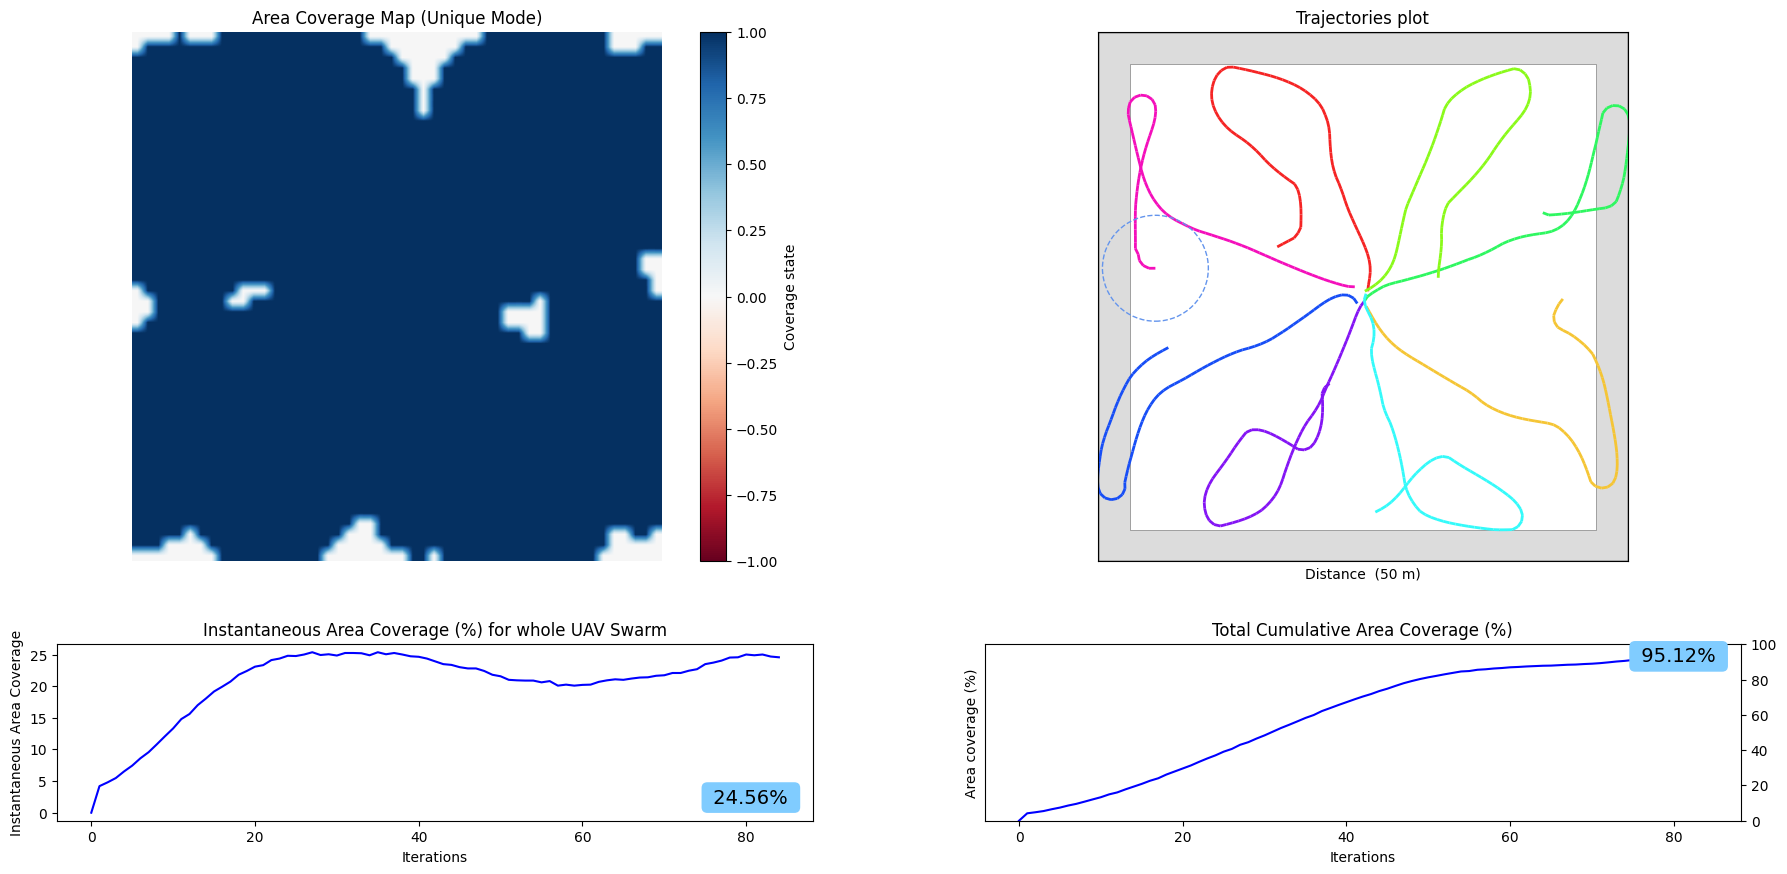 Area Coverage Map (Unique Mode)
1.00
0.75
0.50
0.25
0.00
−0.25
−0.50
−0.75
−1.00
Coverage state
Trajectories plot
Distance  (50 m)
Instantaneous Area Coverage (%) for whole UAV Swarm
Instantaneous Area Coverage
25
20
15
10
5
0
24.56%
0 20 40 60 80
Iterations
Total Cumulative Area Coverage (%)
Area coverage (%)
95.12%
100
80
60
40
20
0
0 20 40 60 80
Iterations